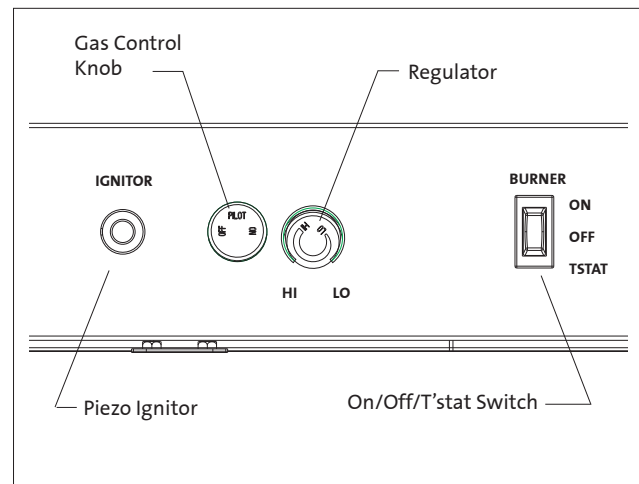 Gas Control
Knob
Regulator
IGNITOR
PILOT
OFF
ON
HI
LO
HI
LO
BURNER
ON
OFF
TSTAT
Piezo Ignitor
On/Off/T'stat Switch